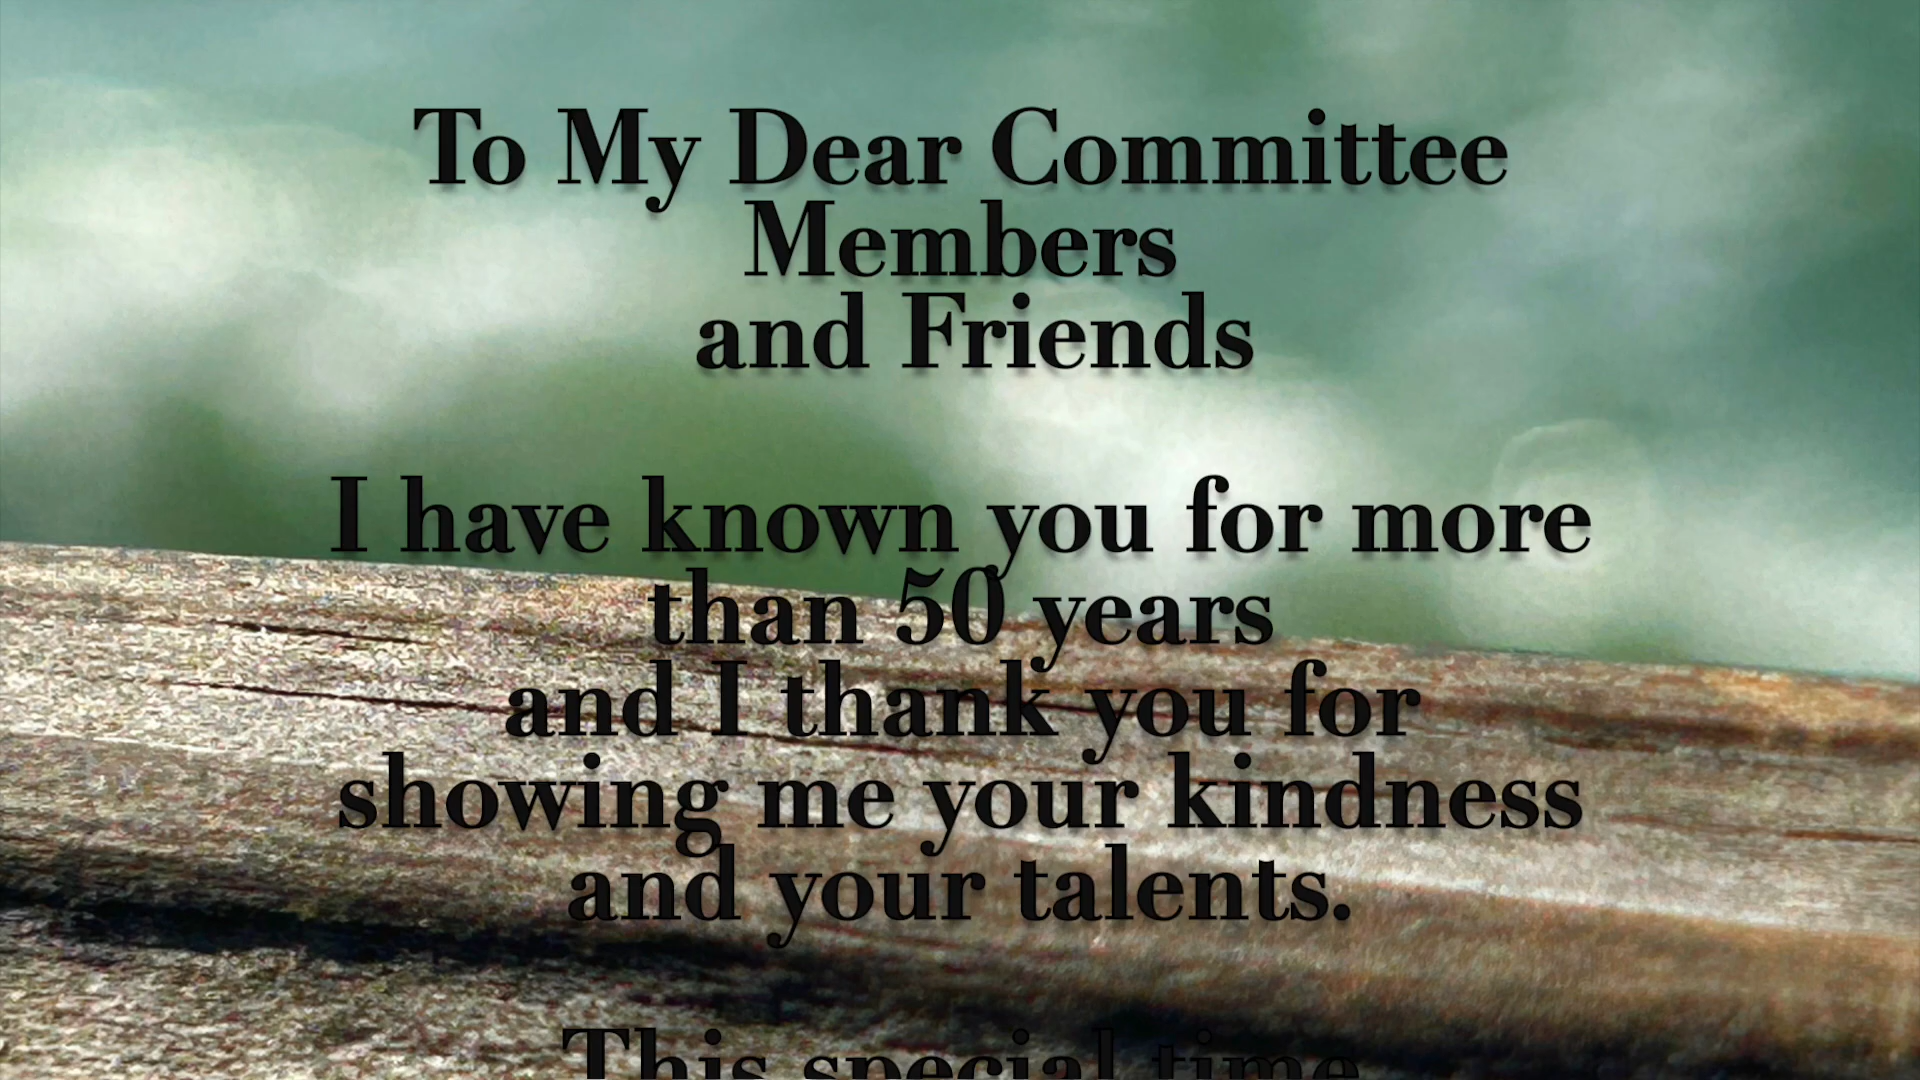 To My Dear Committee
Members
and Friends
I have known you for more
than 50 years
and I thank you for
showing me your kindness
and your talents.
This special time